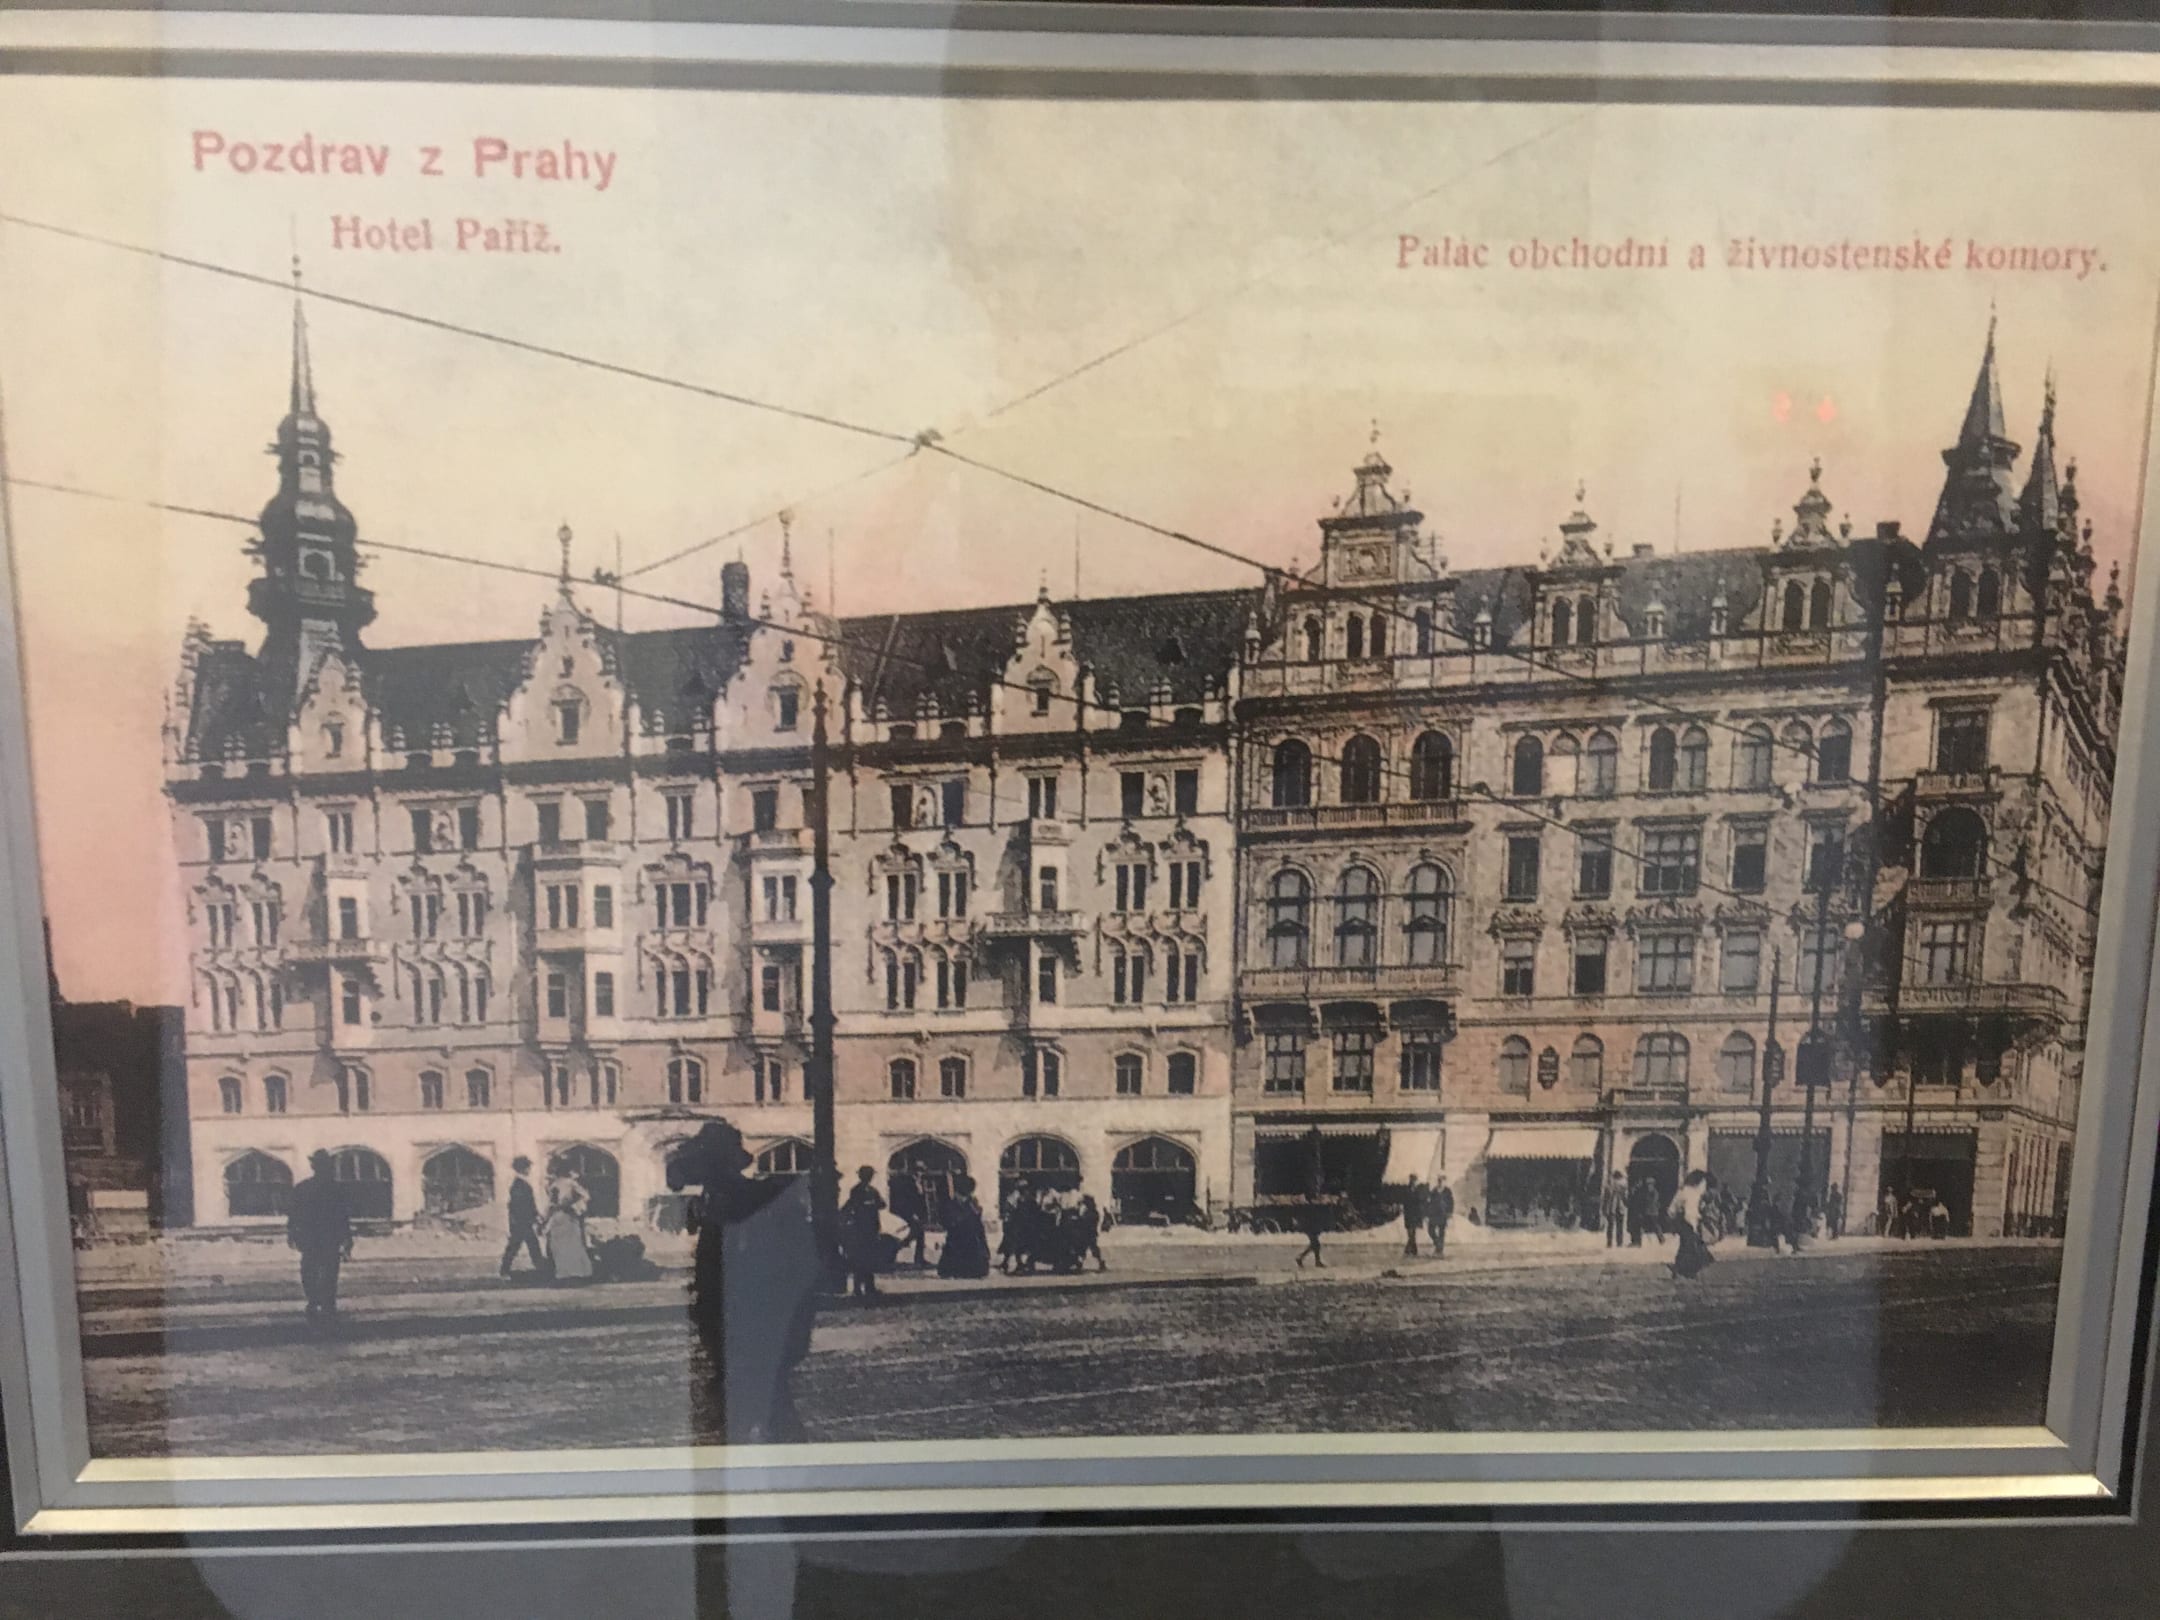 Pozdrav z Prahy
Hotel Paříž.
Palác obchodní a živnostenské komory.